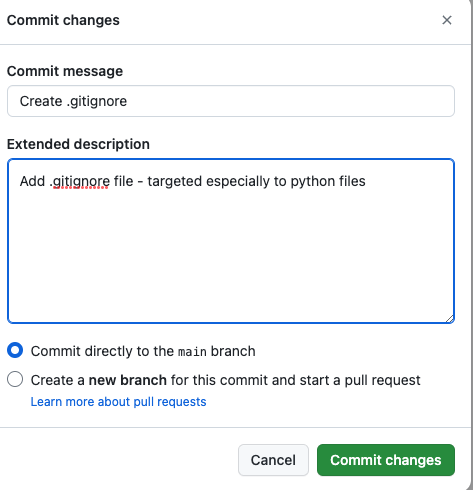 Commit changes
Commit message
Create .gitignore
Extended description
Add .gitignore file - targeted especially to python files
Commit directly to the main branch
Create a new branch for this commit and start a pull request
Learn more about pull requests
Cancel
Commit changes